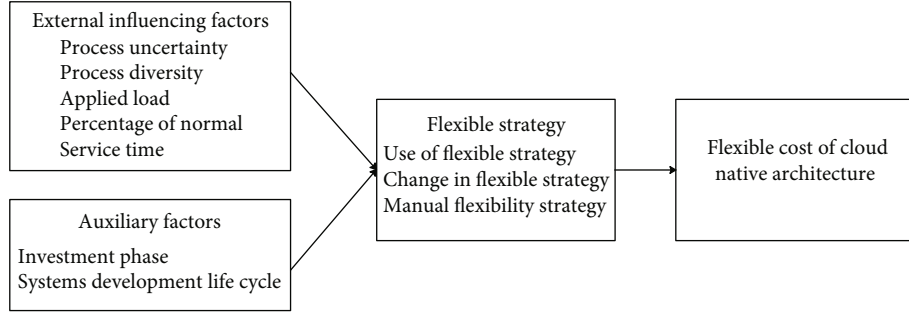 External influencing factors
Process uncertainty
Process diversity
Applied load
Percentage of normal
Service time
Auxiliary factors
Investment phase
Systems development life cycle
Flexible strategy
Use of flexible strategy
Change in flexible strategy
Manual flexibility strategy
Flexible cost of cloud
native architecture